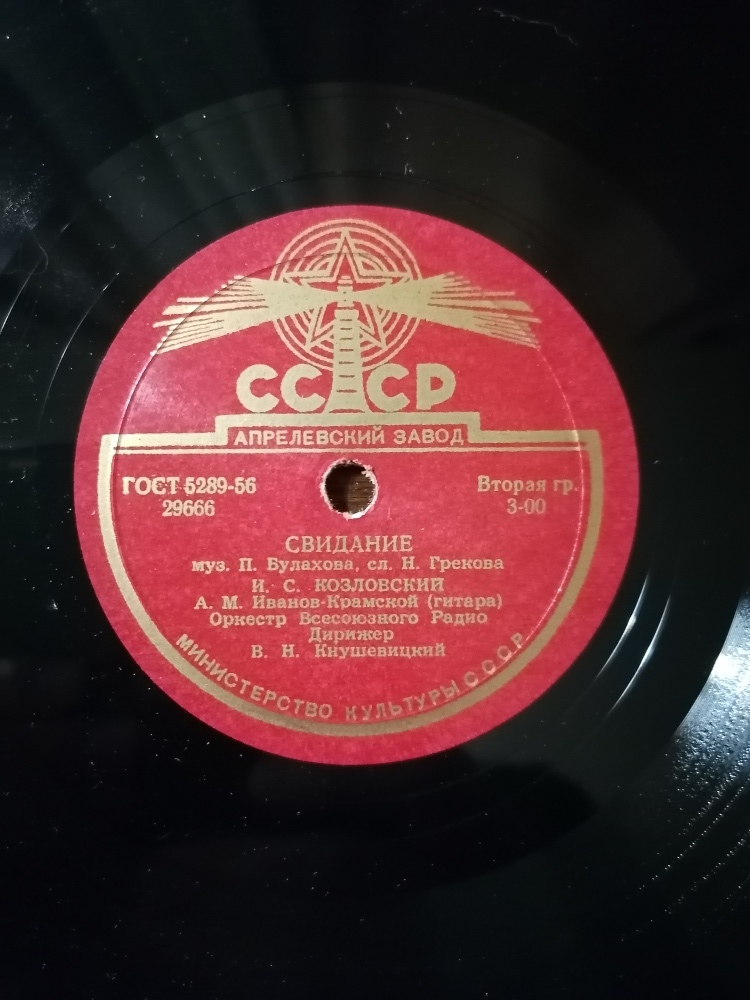 СССР
АПРЕЛЕВСКИЙ ЗАВОД
ГОСТ 5289-56
29666
Вторая гр.
3-00
СВИДАНИЕ
муз. П. Булахова, сл. Н. Грекова
И. С. КОЗЛОВСКИЙ
А. М. Иванов-Крамской (гитара)
Оркестр Всесоюзного Радио
Дирижер
В. Н. Кнушевицкий
МИНИСТЕРСТВО КУЛЬТУРЫ СССР